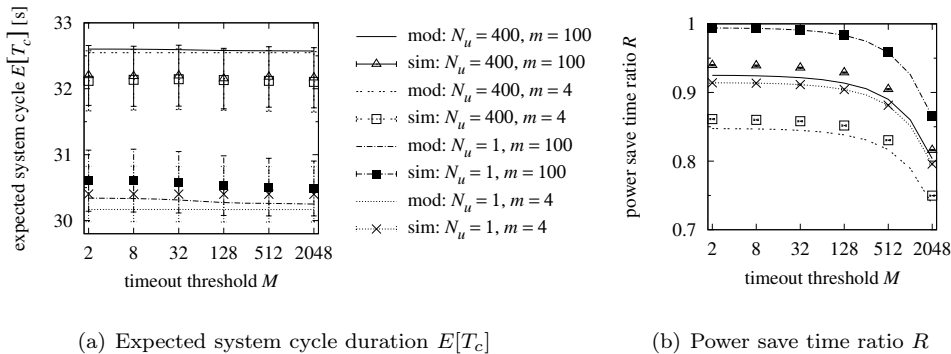 expected system cycle E[T_c] [s]
33
32
31
30
2 8 32 128 512 2048
timeout threshold M
mod: N_u = 400, m = 100
sim: N_u = 400, m = 100
mod: N_u = 400, m = 4
sim: N_u = 400, m = 4
mod: N_u = 1, m = 100
sim: N_u = 1, m = 100
mod: N_u = 1, m = 4
sim: N_u = 1, m = 4
power save time ratio R
1
0.9
0.8
0.7
2 8 32 128 512 2048
timeout threshold M
(a) Expected system cycle duration E[T_c]
(b) Power save time ratio R